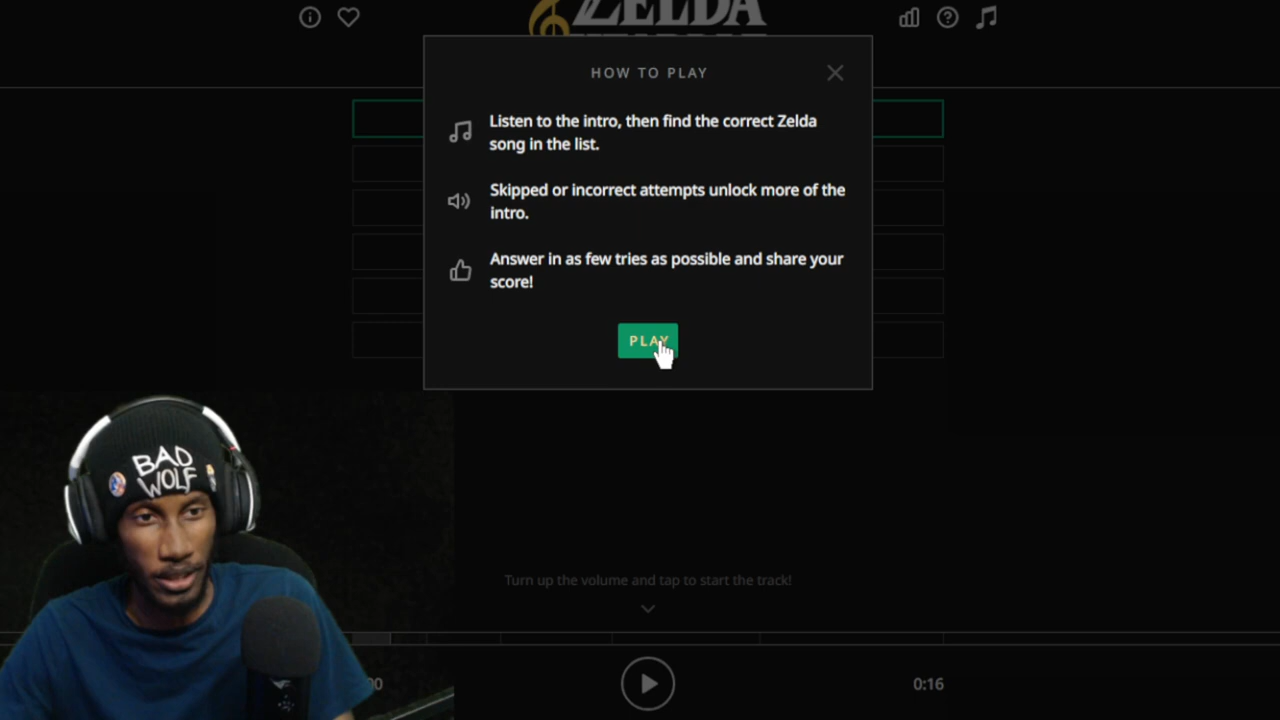 ZELDA
HOW TO PLAY
Listen to the intro, then find the correct Zelda
song in the list.
Skipped or incorrect attempts unlock more of the
intro.
Answer in as few tries as possible and share your
score!
PLAY
BAD
WOLF
Turn up the volume and tap to start the track!
00
0:16